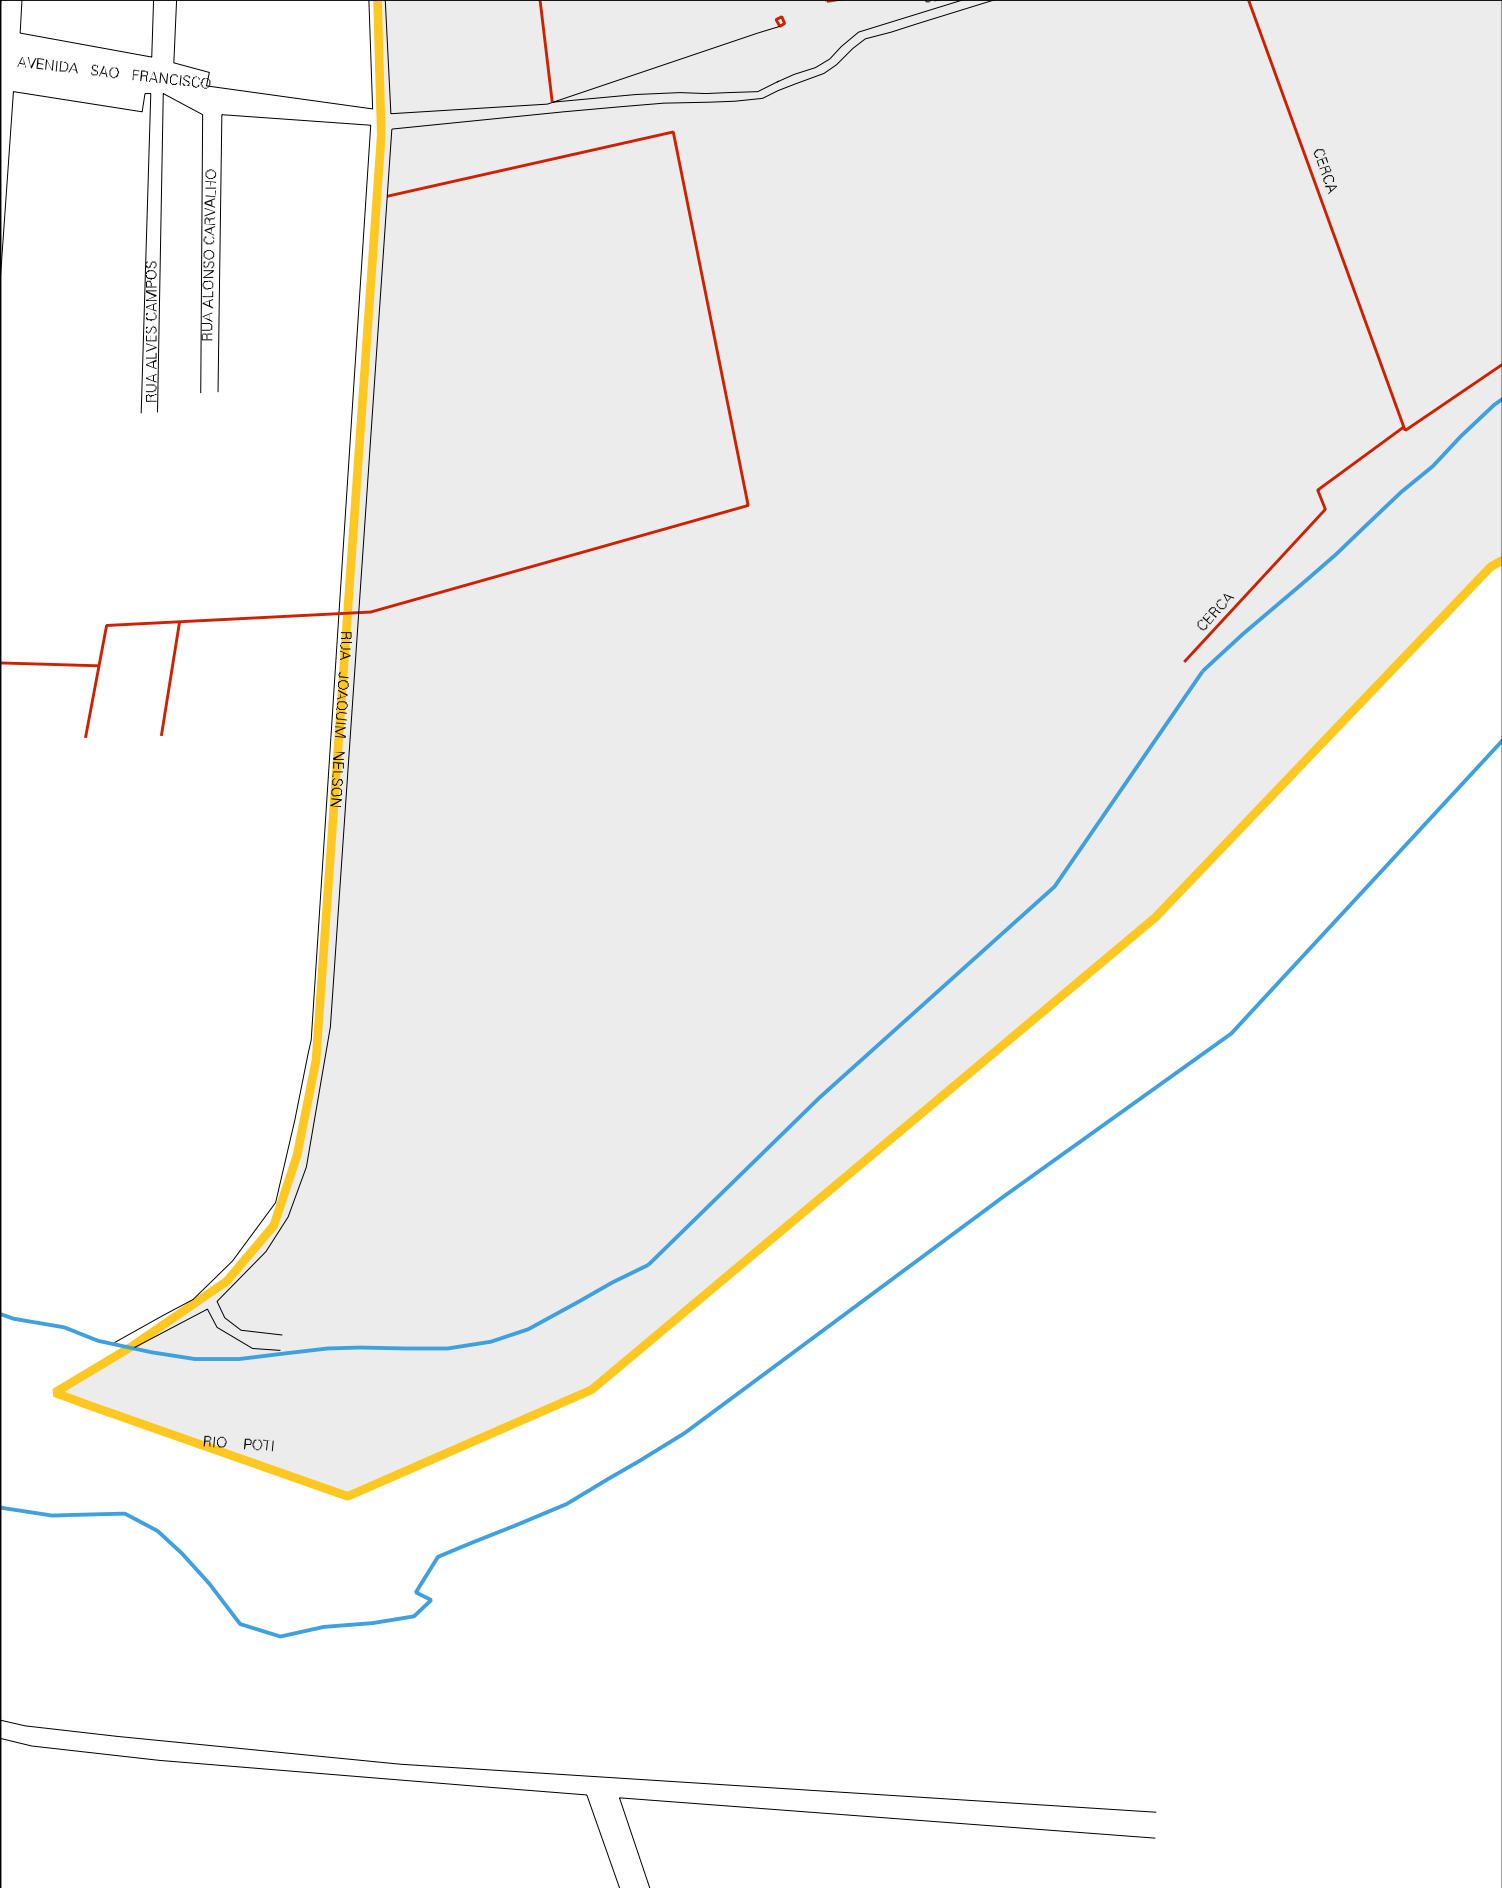 AVENIDA SAO FRANCISCO
CERCA
RUA ALONSO CARVALHO
RUA ALVES CAMPOS
CERCA
RUA JOAQUIM NELSON
RIO POTI